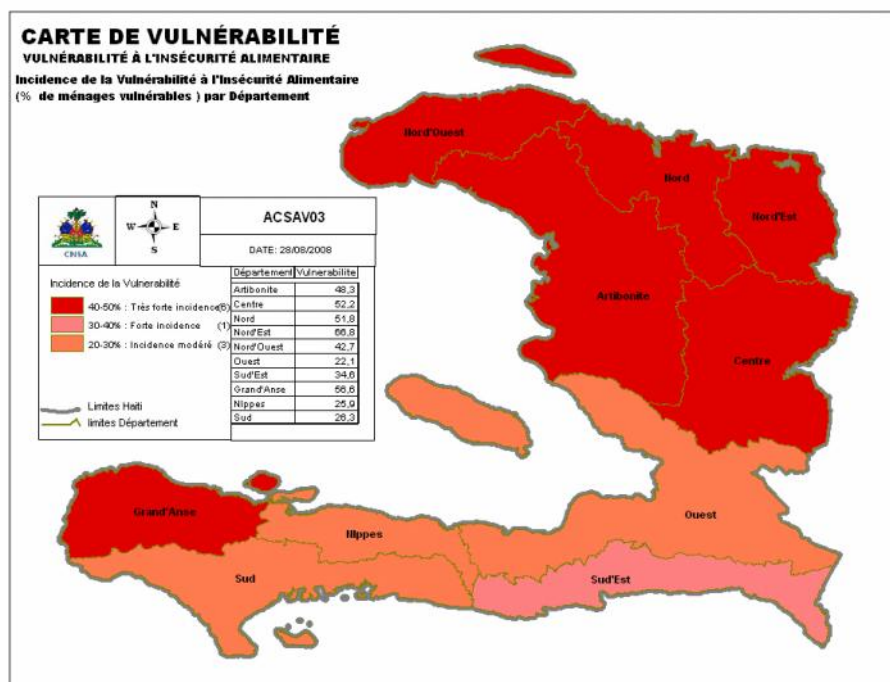 CARTE DE VULNÉRABILITÉ
VULNÉRABILITÉ À L'INSÉCURITÉ ALIMENTAIRE
Incidence de la Vulnérabilité à l'Insécurité Alimentaire
(% de ménages vulnérables ) par Département
Nord'Ouest
Nord
Nord'Est
Artibonite
Centre
N
W E
S
CNSA
ACSAV03
DATE: 28/08/2008
Incidence de la Vulnerabilité
40-50% : Très forte incidence(6)
30-40% : Forte incidence (1)
20-30% : Incidence modéré (3)
Limites Haiti
limites Département
Département Vulnerabilite
Artibonite 48,3
Centre 52,2
Nord 51,8
Nord'Est 66,8
Nord'Ouest 42,7
Ouest 22,1
Sud'Est 34,6
Grand'Anse 56,6
Nippes 25,9
Sud 26,3
Grand'Anse
Nippes
Ouest
Sud
Sud'Est